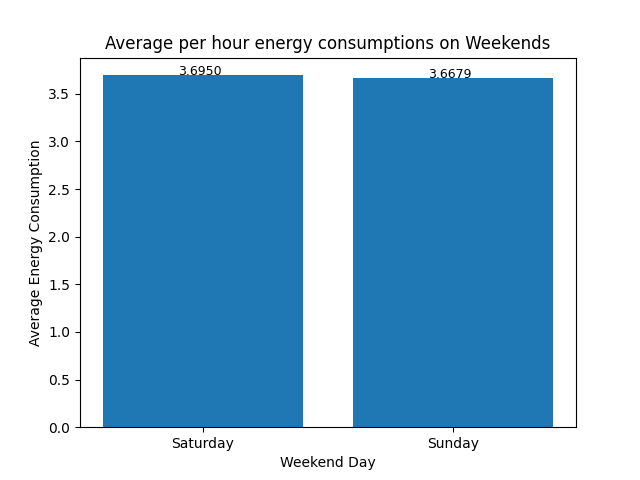 Average per hour energy consumptions on Weekends
3.6950
3.6679
3.5
3.0
2.5
2.0
1.5
1.0
0.5
0.0
Average Energy Consumption
Saturday
Sunday
Weekend Day